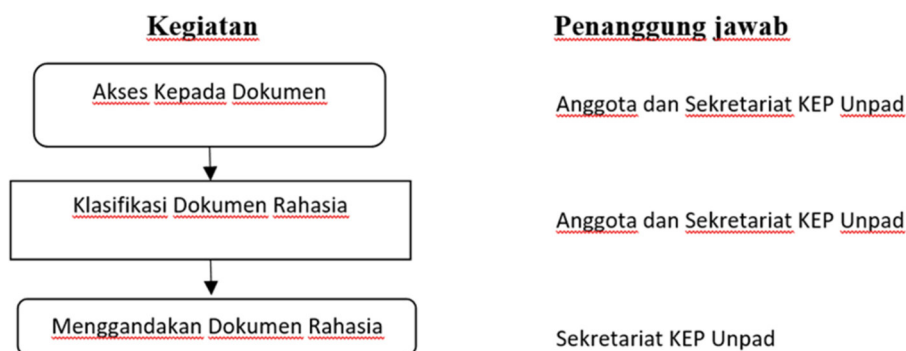 Kegiatan
Penanggung jawab
Akses Kepada Dokumen
Anggota dan Sekretariat KEP Unpad
Klasifikasi Dokumen Rahasia
Anggota dan Sekretariat KEP Unpad
Menggandakan Dokumen Rahasia
Sekretariat KEP Unpad